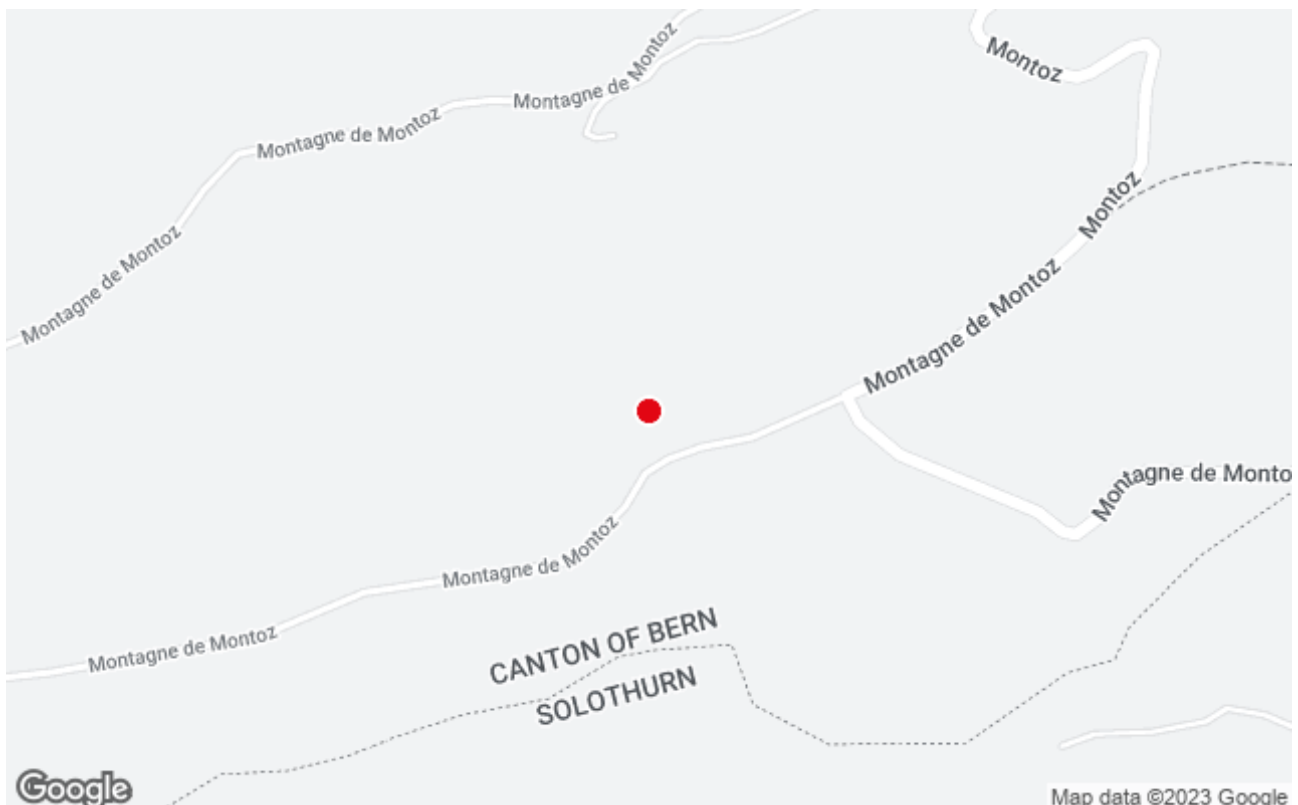 Montoz
Montagne de Montoz
Montagne de Montoz
Montoz
Montagne de Montoz
Montagne de Montoz
Montagne de Monto
Montagne de Montoz
Montagne de Montoz
CANTON OF BERN
SOLOTHURN
Google
Map data ©2023 Google